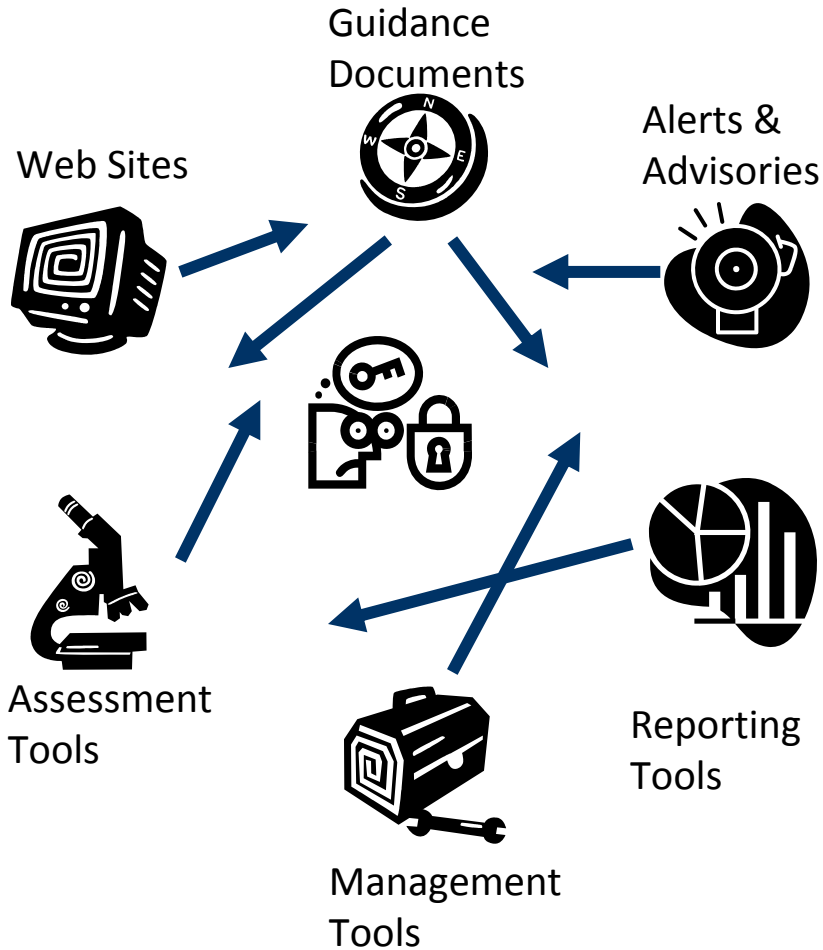 Guidance
Documents
Alerts &
Advisories
Web Sites
N
W
E
S
Assessment
Tools
Reporting
Tools
Management
Tools